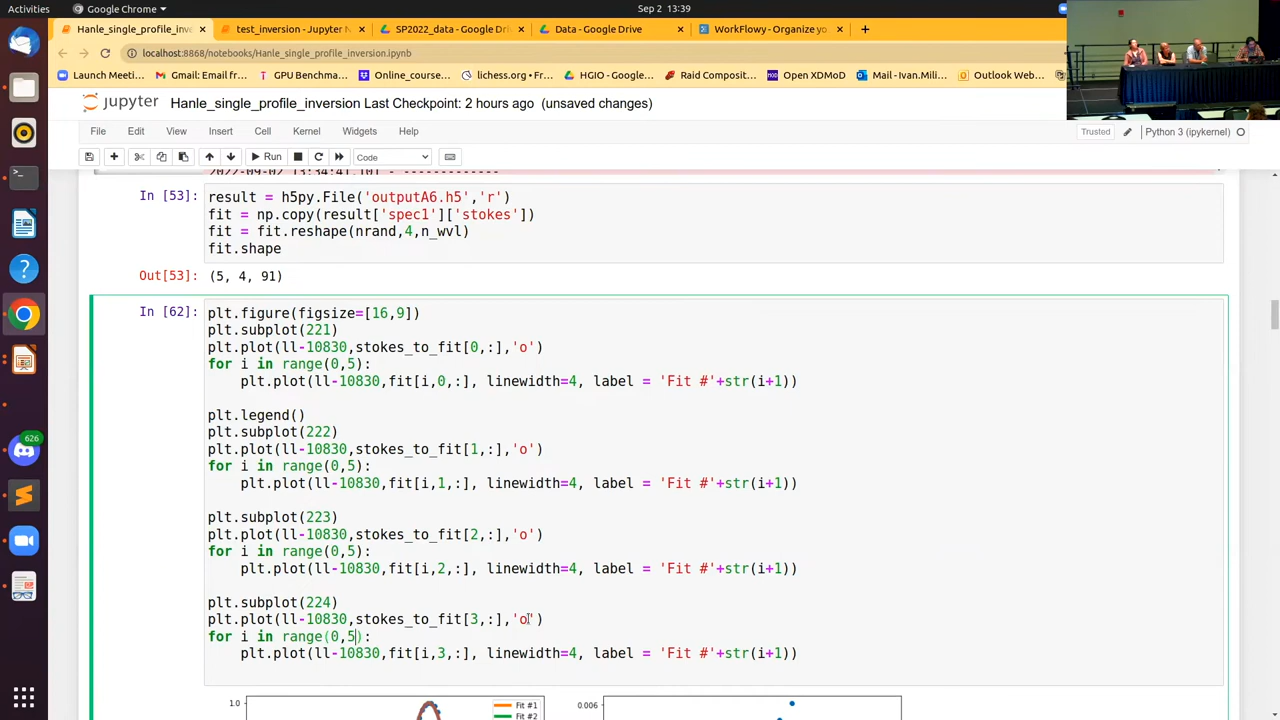 Activities Google Chrome Sep 2 13:39
Hanle_single_profile_inv
test_inversion - Jupyter N
SP2022_data - Google Dri
Data - Google Drive
WorkFlowy - Organize yo
localhost:8868/notebooks/Hanle_single_profile_inversion.ipynb
Launch Meeti... Gmail: Email fr... GPU Benchma... Online_course... lichess.org • Fr... HGIO - Google... Raid Composit... Open XDMoD Mail - Ivan.Mili... Outlook Web...
jupyter Hanle_single_profile_inversion Last Checkpoint: 2 hours ago (unsaved changes)
File Edit View Insert Cell Kernel Widgets Help
Trusted Python 3 (ipykernel)
Run Code
2022-09-02 13:34:41,101 - -------------
In [53]: result = h5py.File('outputA6.h5','r')
fit = np.copy(result['spec1']['stokes'])
fit = fit.reshape(nrand,4,n_wvl)
fit.shape
Out[53]: (5, 4, 91)
In [62]: plt.figure(figsize=[16,9])
plt.subplot(221)
plt.plot(ll-10830,stokes_to_fit[0,:],'o')
for i in range(0,5):
    plt.plot(ll-10830,fit[i,0,:], linewidth=4, label = 'Fit #'+str(i+1))
plt.legend()
plt.subplot(222)
plt.plot(ll-10830,stokes_to_fit[1,:],'o')
for i in range(0,5):
    plt.plot(ll-10830,fit[i,1,:], linewidth=4, label = 'Fit #'+str(i+1))
plt.subplot(223)
plt.plot(ll-10830,stokes_to_fit[2,:],'o')
for i in range(0,5):
    plt.plot(ll-10830,fit[i,2,:], linewidth=4, label = 'Fit #'+str(i+1))
plt.subplot(224)
plt.plot(ll-10830,stokes_to_fit[3,:],'o')
for i in range(0,5):
    plt.plot(ll-10830,fit[i,3,:], linewidth=4, label = 'Fit #'+str(i+1))
1.0
Fit #1
Fit #2
0.006
626